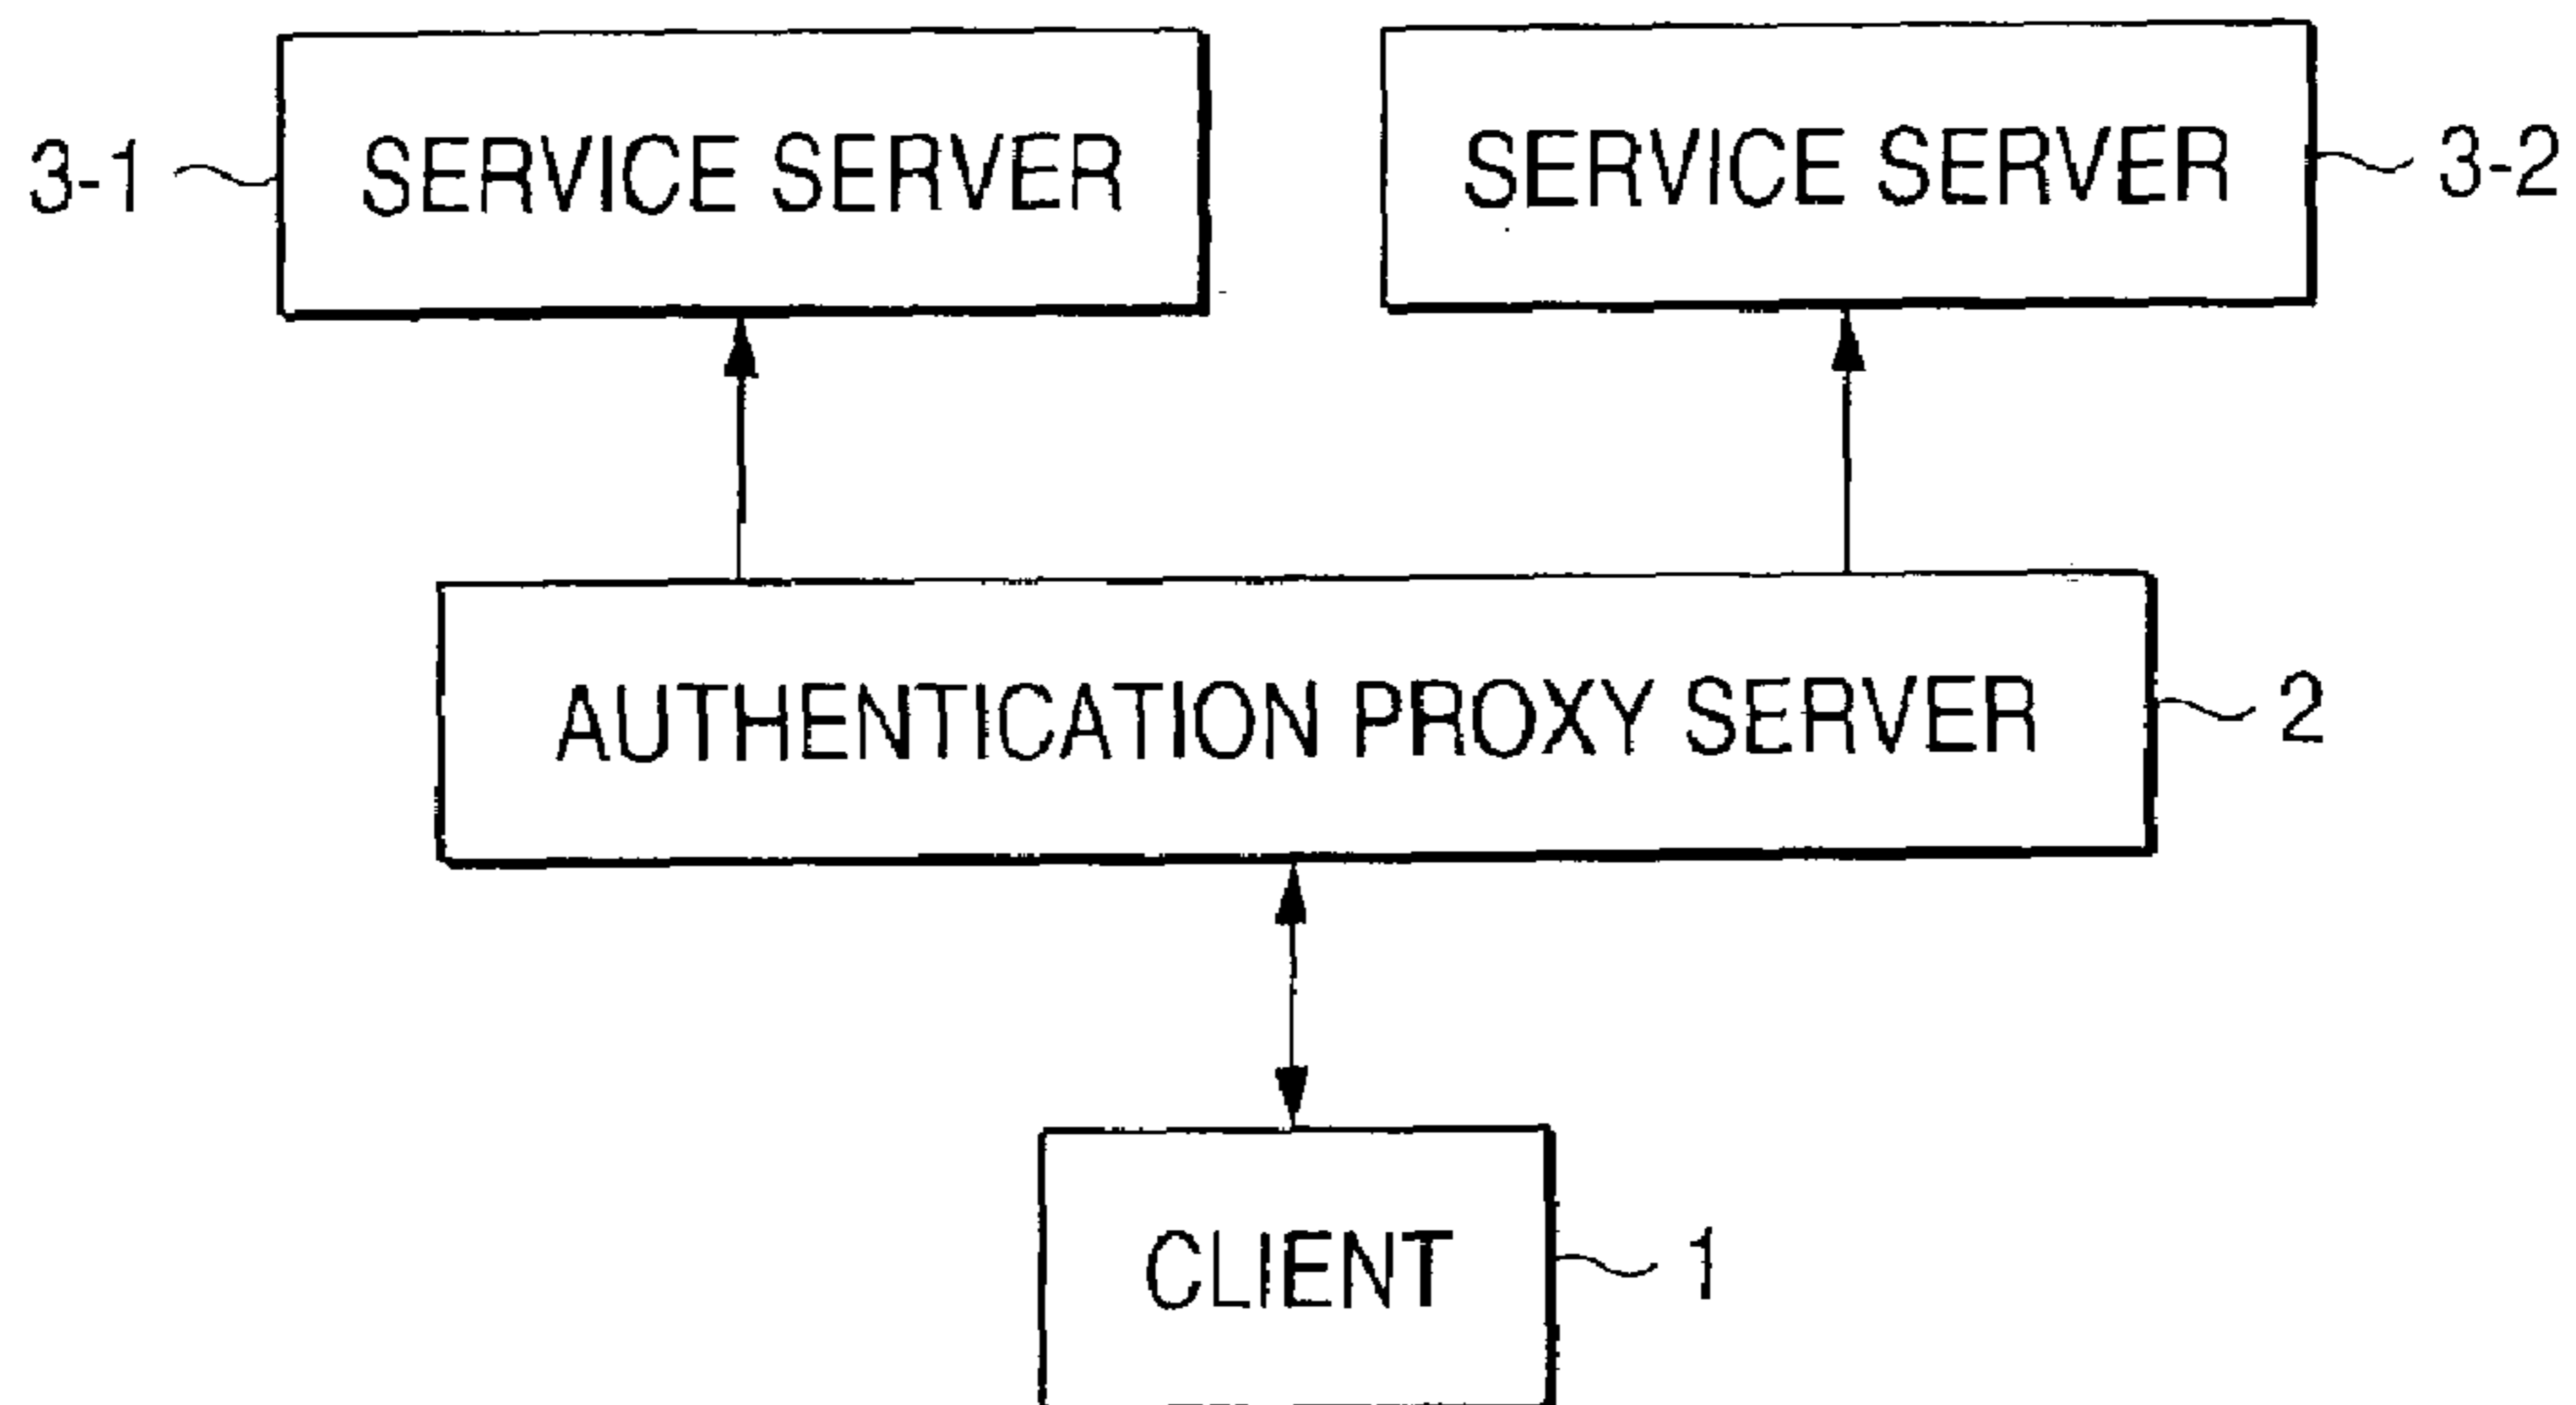 3-1 SERVICE SERVER SERVICE SERVER 3-2
AUTHENTICATION PROXY SERVER 2
CLIENT 1